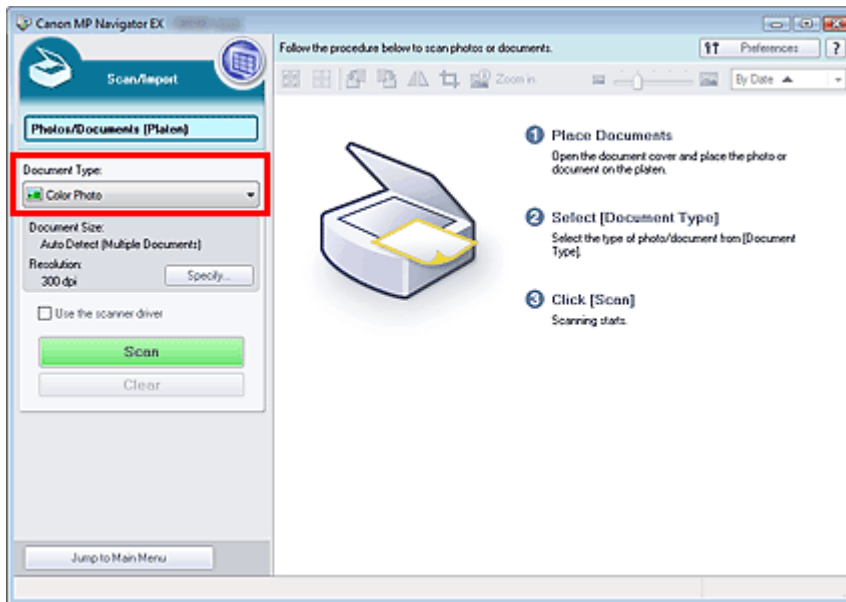 Canon MP Navigator EX
Scan/Import
Photos/Documents (Platen)
Document Type:
Color Photo
Document Size:
Auto Detect (Multiple Documents)
Resolution:
300 dpi
Specify...
Use the scanner driver
Scan
Clear
Jump to Main Menu
Follow the procedure below to scan photos or documents.
Preferences
?
Zoom in
By Date
1 Place Documents
Open the document cover and place the photo or
document on the platen.
2 Select [Document Type]
Select the type of photo/document from [Document
Type].
3 Click [Scan]
Scanning starts.